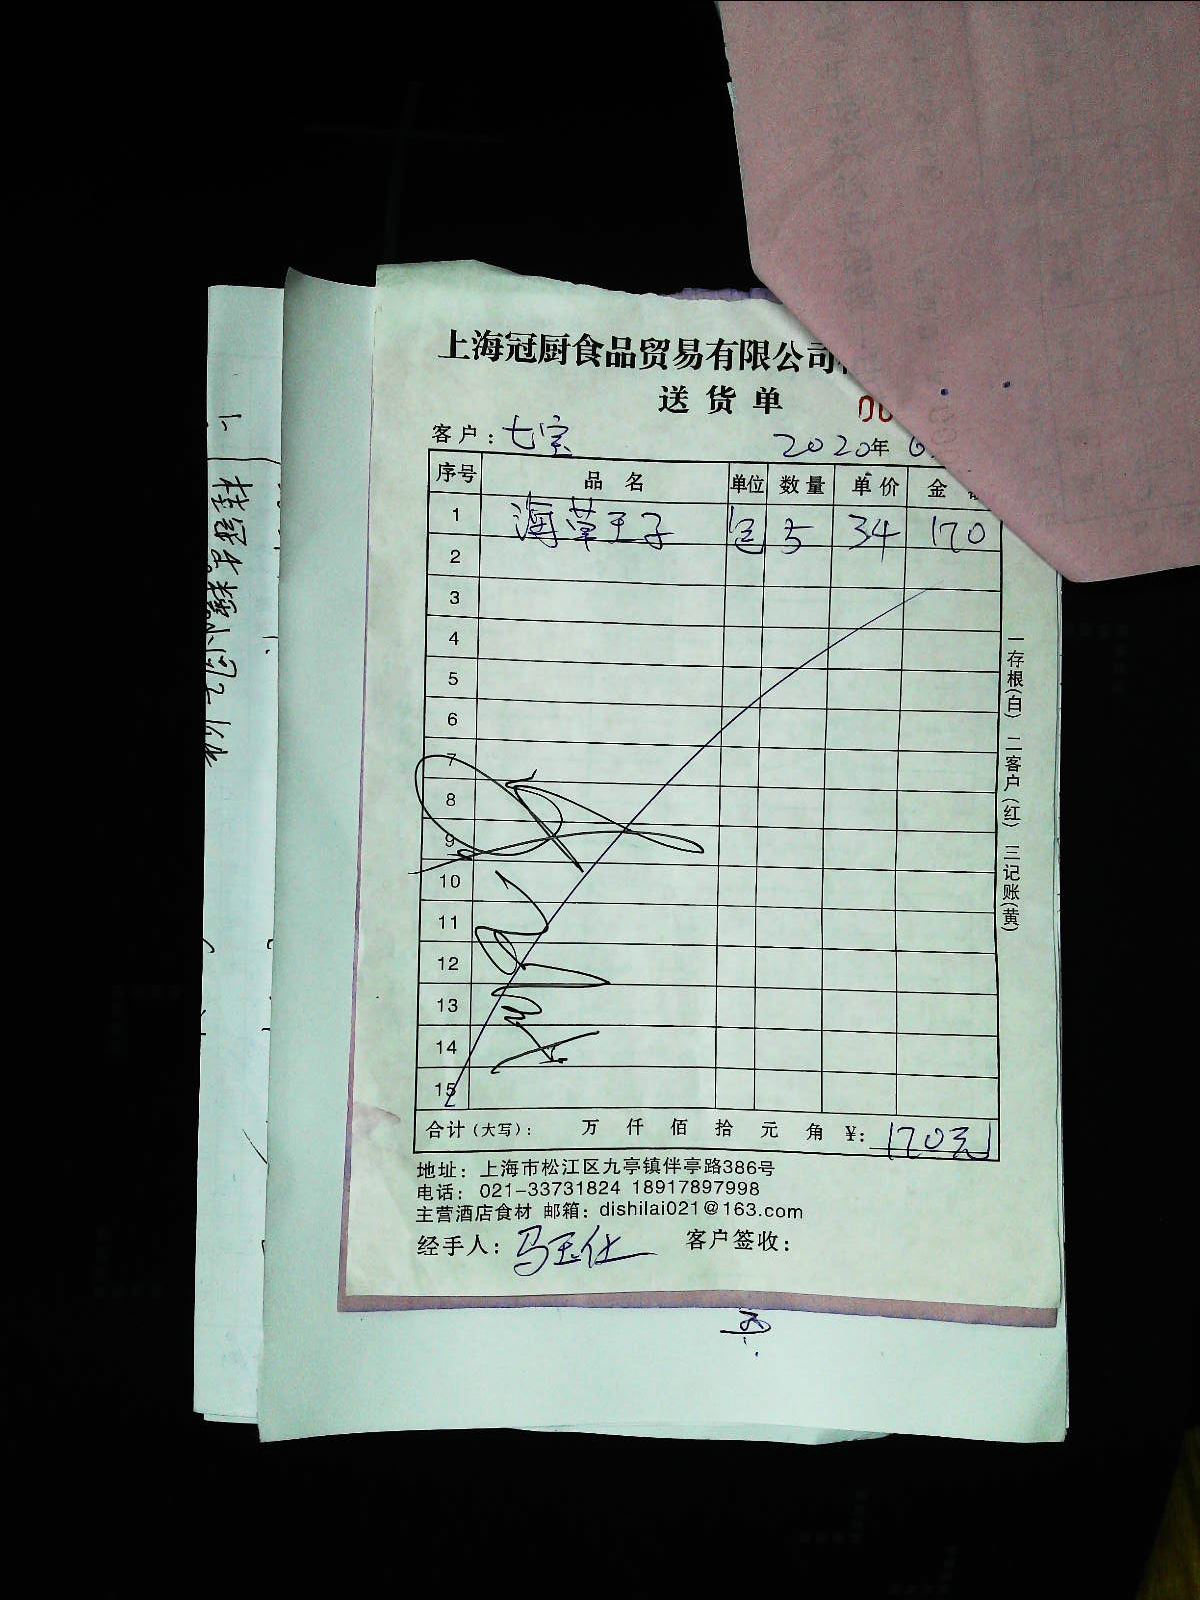 上海冠厨食品贸易有限公司
送货单
00
客户：七宝 2020年
序号 品名 单位 数量 单价 金
1 海草王子 包 5 34 170
2
3
4
5
6
7
8
9
10
11
12
13
14
15
合计（大写）： 万 仟 佰 拾 元 角 ¥：170元
地址：上海市松江区九亭镇伴亭路386号
电话：021-33731824 18917897998
主营酒店食材 邮箱：dishilai021@163.com
经手人：马玉仕 客户签收：
一存根(白) 二客户(红) 三记账(黄)